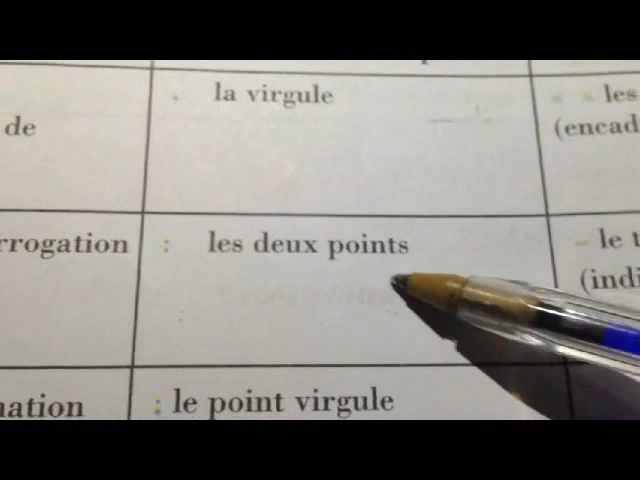 , la virgule
- - les
de
(encad
rrogation : les deux points
– le t
(indi
nation ; le point virgule